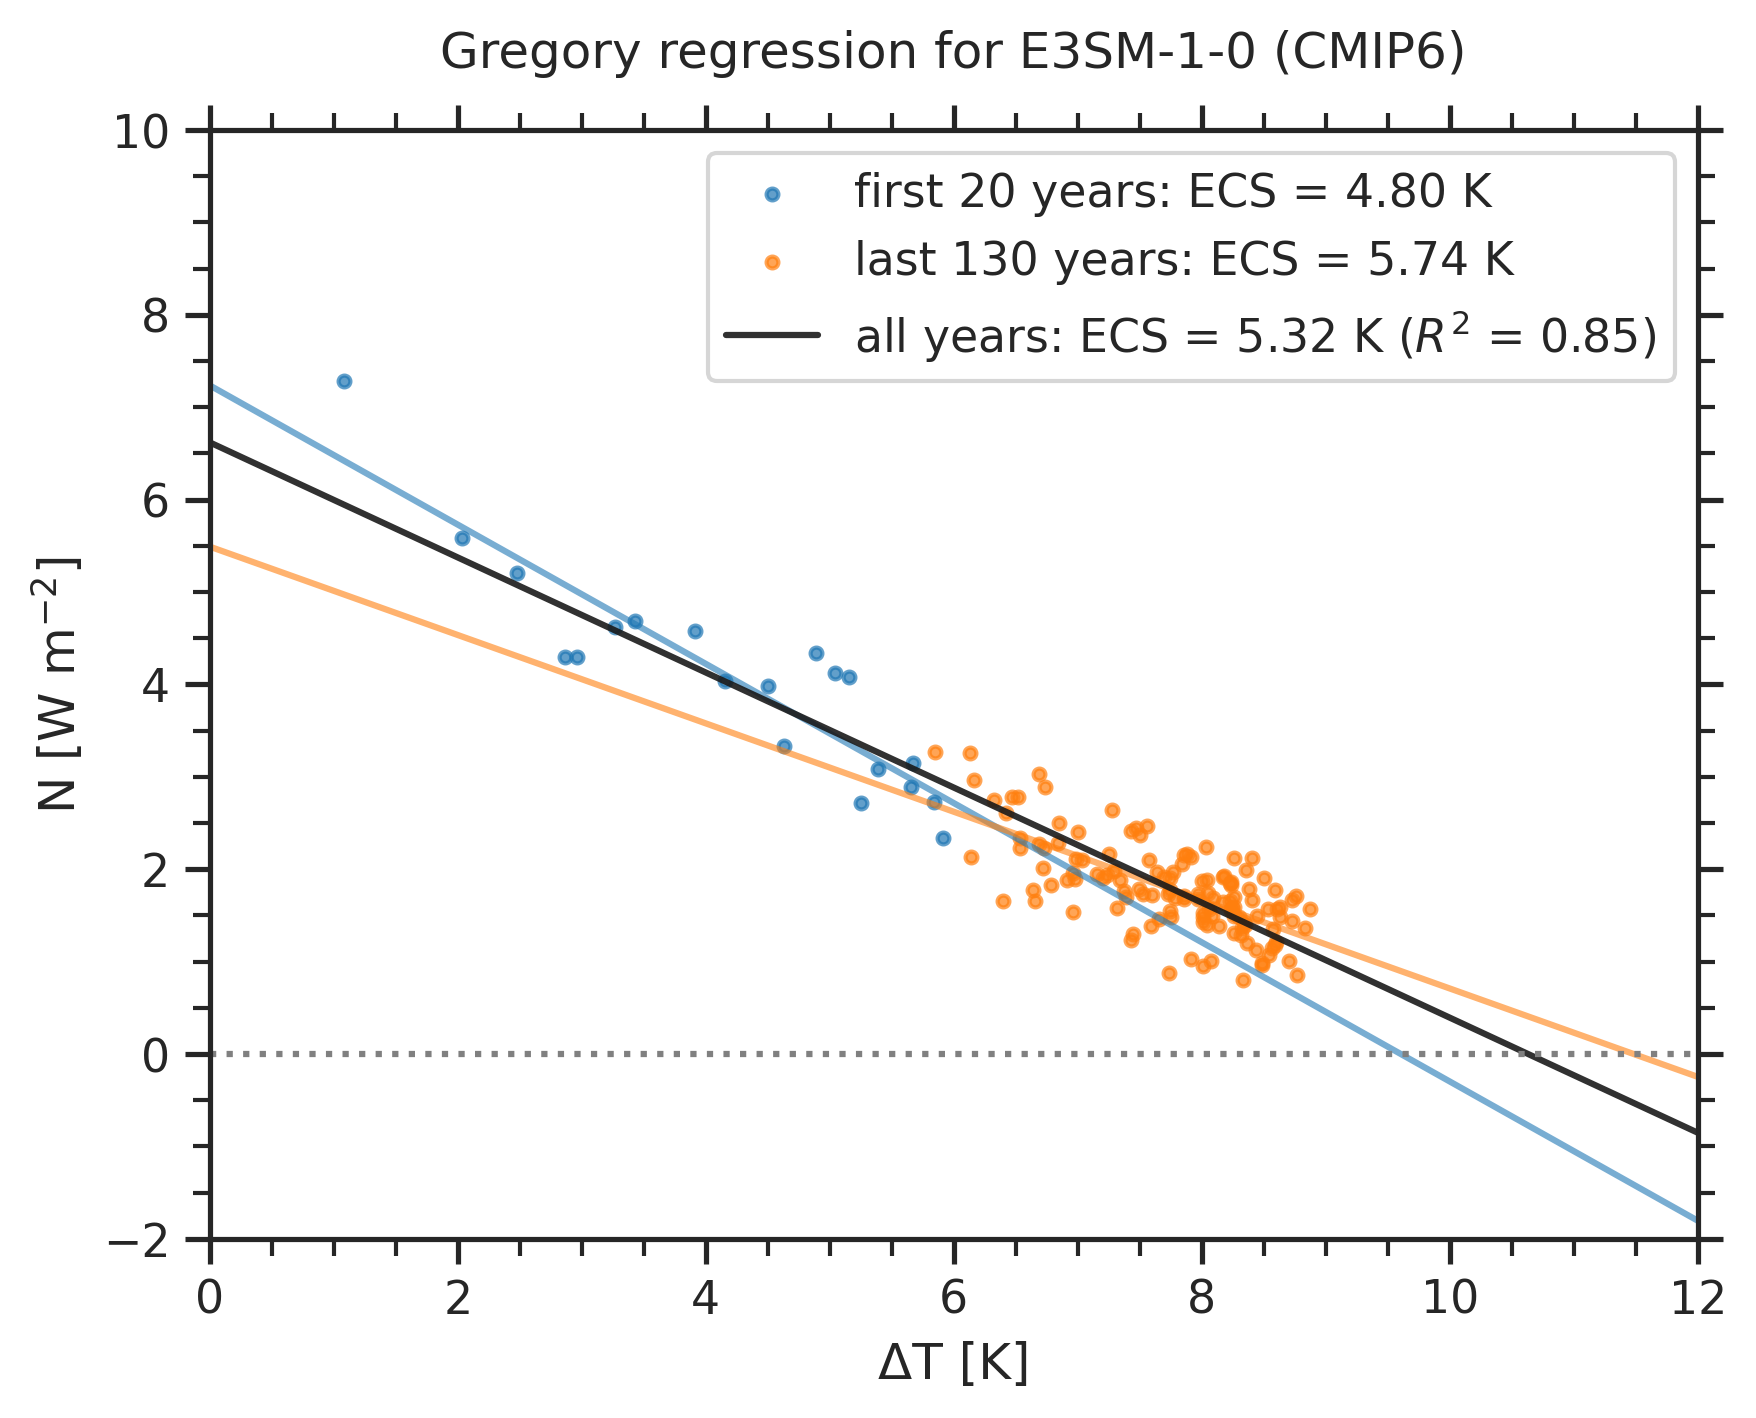 Gregory regression for E3SM-1-0 (CMIP6)
first 20 years: ECS = 4.80 K
last 130 years: ECS = 5.74 K
all years: ECS = 5.32 K (R² = 0.85)
N [W m⁻²]
10
8
6
4
2
0
−2
0 2 4 6 8 10 12
ΔT [K]